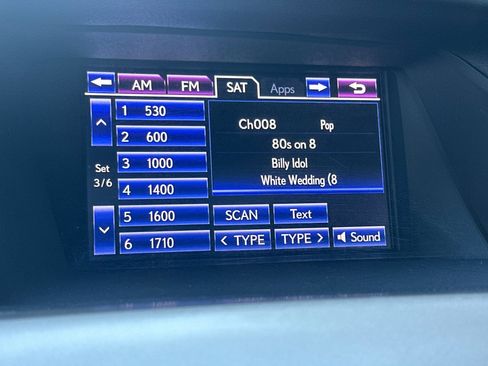 AM FM SAT Apps
1 530
2 600
3 1000
4 1400
5 1600
6 1710
Set
3/6
Ch008 Pop
80s on 8
Billy Idol
White Wedding (8
SCAN Text
< TYPE TYPE > Sound